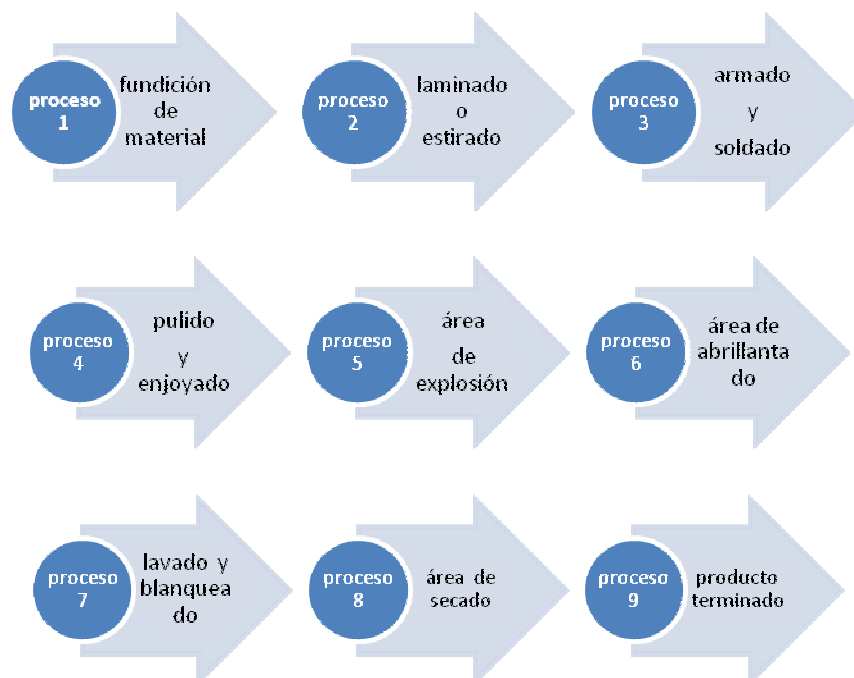 proceso
1
fundición
de
material
proceso
2
laminado
o
estirado
proceso
3
armado
y
soldado
proceso
4
pulido
y
enjoyado
proceso
5
área
de
explosión
proceso
6
área de
abrillanta
do
proceso
7
lavado y
blanquea
do
proceso
8
área de
secado
proceso
9
producto
terminado